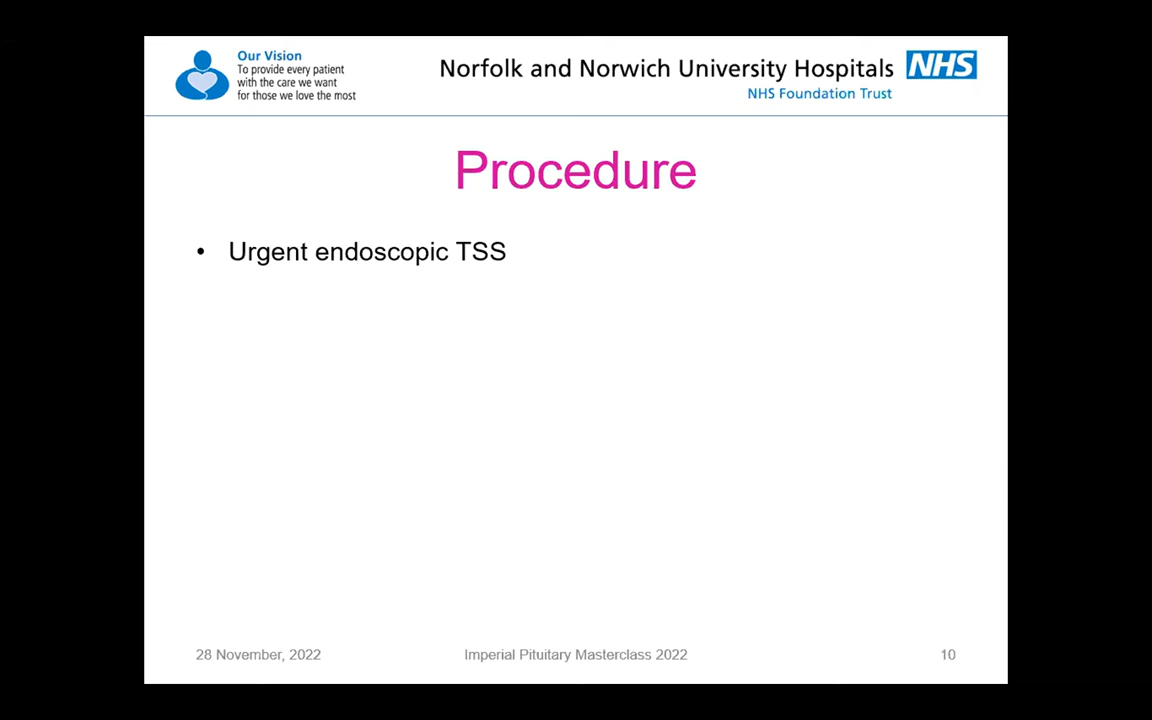 Our Vision
To provide every patient
with the care we want
for those we love the most
Norfolk and Norwich University Hospitals NHS
NHS Foundation Trust
Procedure
• Urgent endoscopic TSS
28 November, 2022 Imperial Pituitary Masterclass 2022 10